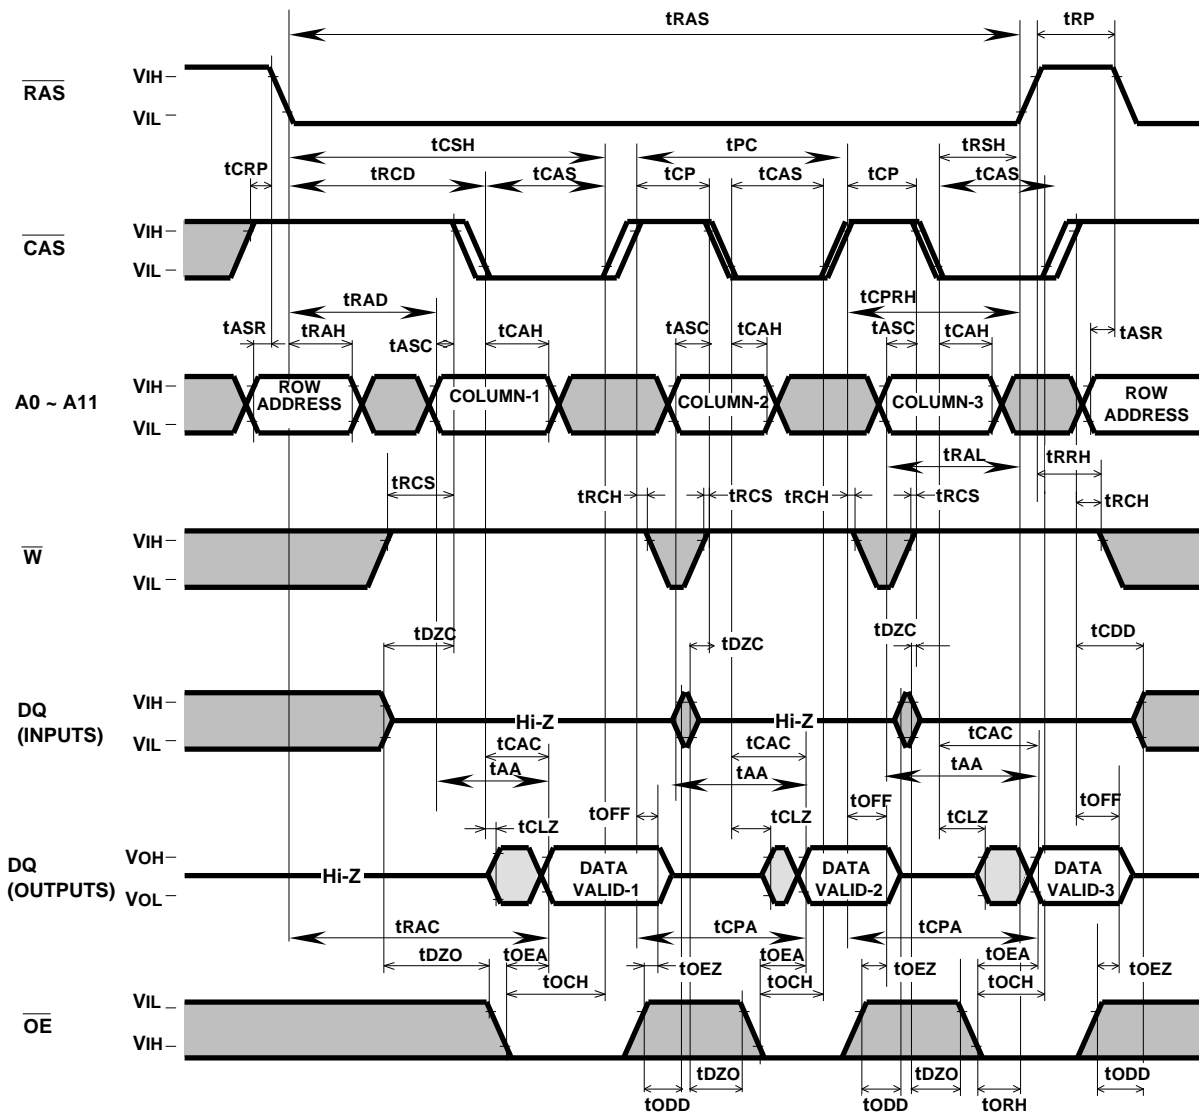 tRAS tRP
RAS VIH
VIL
tCSH tPC tRSH
tCRP tRCD tCAS tCP tCAS tCP tCAS
CAS VIH
VIL
tRAD tCPRH
tASR tRAH tASC tCAH tASC tCAH tASC tCAH tASR
A0 ~ A11 VIH
VIL
ROW
ADDRESS
COLUMN-1
COLUMN-2
COLUMN-3
ROW
ADDRESS
tRAL tRRH
tRCS tRCH tRCS tRCH tRCS tRCH
W VIH
VIL
tDZC tDZC tDZC tCDD
DQ
(INPUTS)
VIH
VIL
Hi-Z Hi-Z
tCAC tCAC tCAC
tAA tAA tAA
tCLZ tOFF tCLZ tOFF tCLZ tOFF
DQ
(OUTPUTS)
VOH
VOL
Hi-Z
DATA
VALID-1
DATA
VALID-2
DATA
VALID-3
tRAC tCPA tCPA
tDZO tOEA tOEZ tOEA tOEZ tOEA tOEZ
tOCH tOCH tOCH
OE VIL
VIH
tODD tDZO tODD tDZO tORH tODD